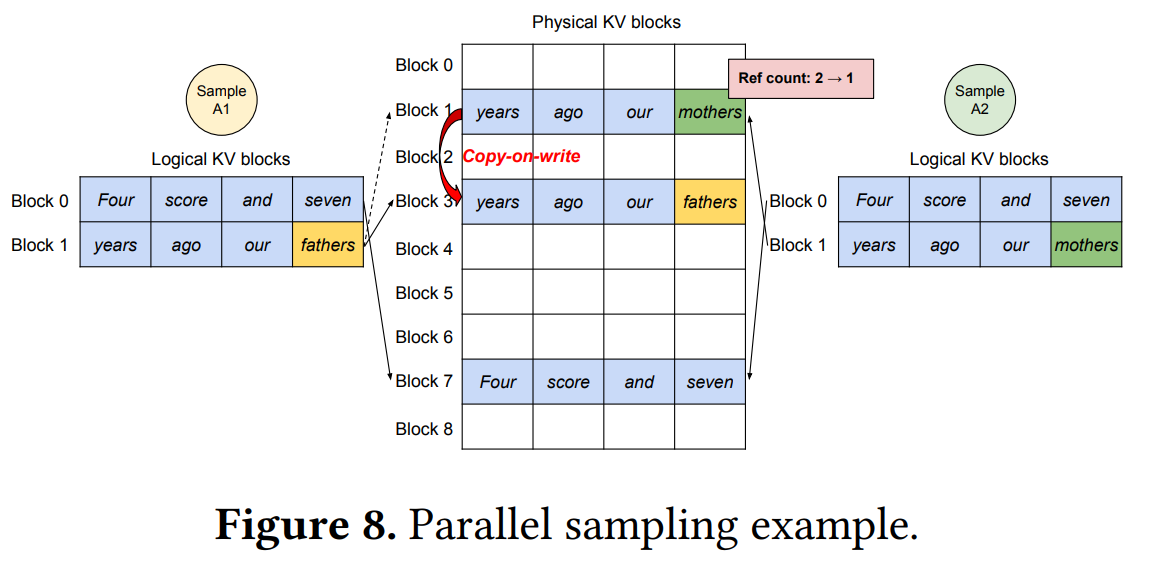 Physical KV blocks
Sample
A1
Sample
A2
Logical KV blocks
Block 0 Four score and seven
Block 1 years ago our fathers
Block 0
Block 1 years ago our mothers
Ref count: 2 → 1
Block 2 Copy-on-write
Block 3 years ago our fathers
Block 4
Block 5
Block 6
Block 7 Four score and seven
Block 8
Logical KV blocks
Block 0 Four score and seven
Block 1 years ago our mothers
Figure 8. Parallel sampling example.